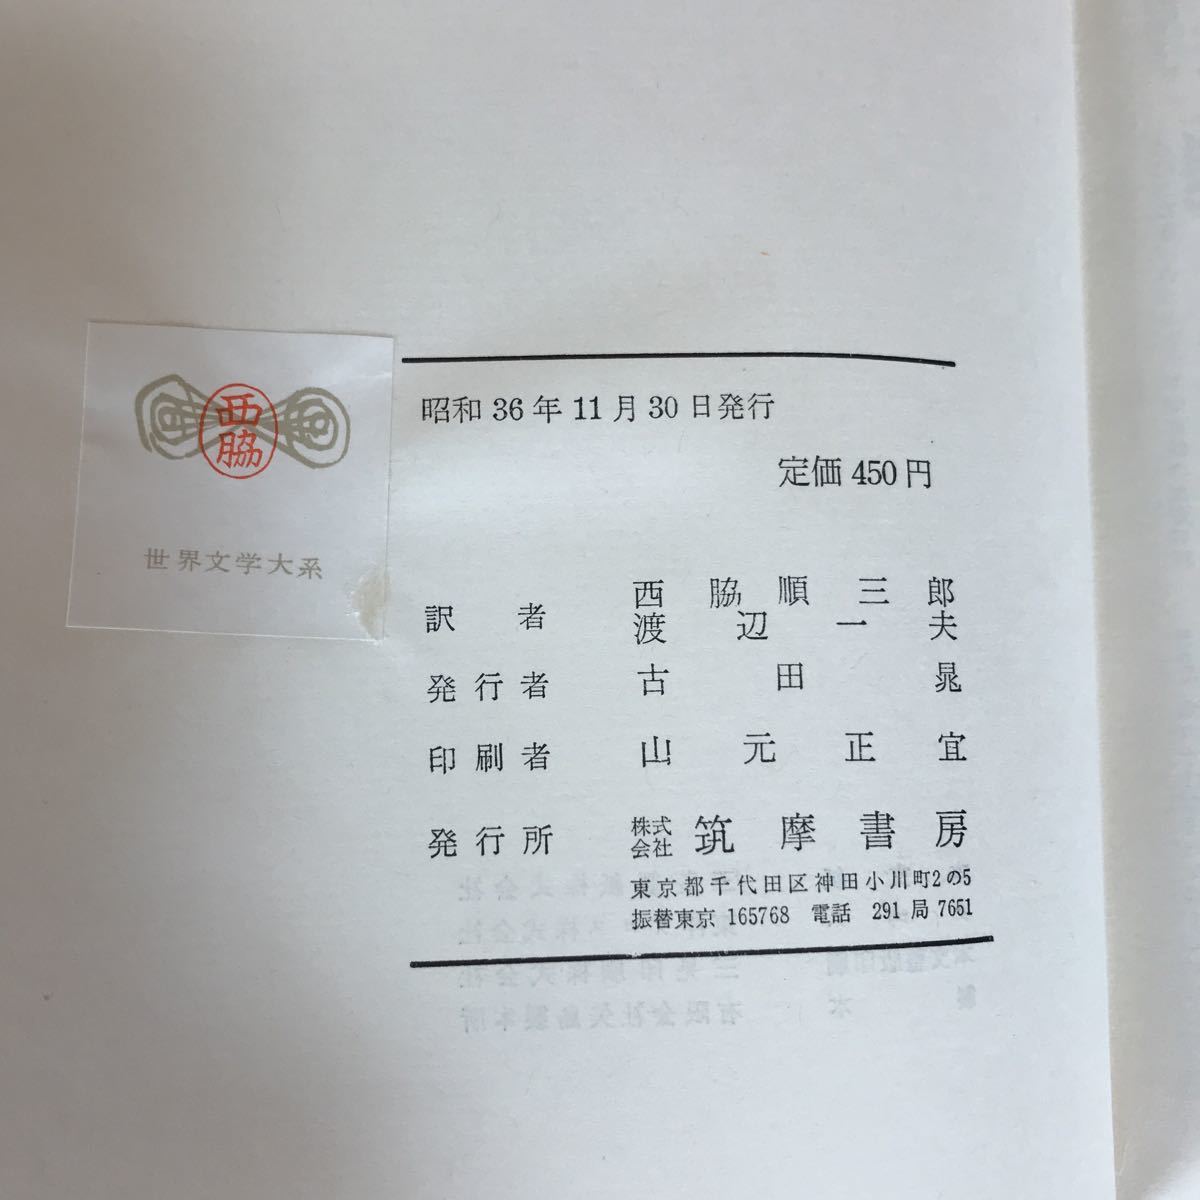 西
脇
世界文学大系
昭和36年11月30日発行
定価450円
訳者 西脇順三郎
渡辺一夫
発行者 古田晁
印刷者 山元正宜
発行所 株式会社 筑摩書房
東京都千代田区神田小川町2の5
振替東京 165768 電話 291局7651